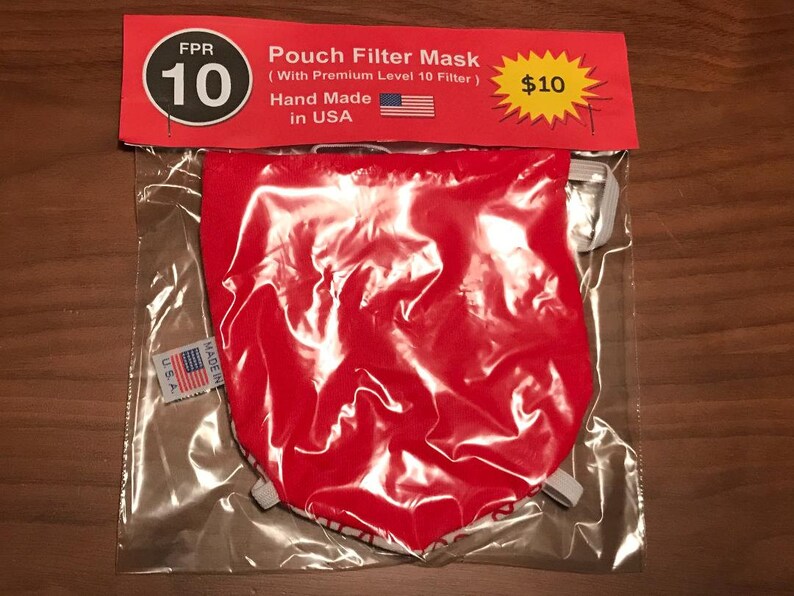 FPR
10
Pouch Filter Mask
( With Premium Level 10 Filter )
Hand Made
in USA
$10
MADE IN
U.S.A.